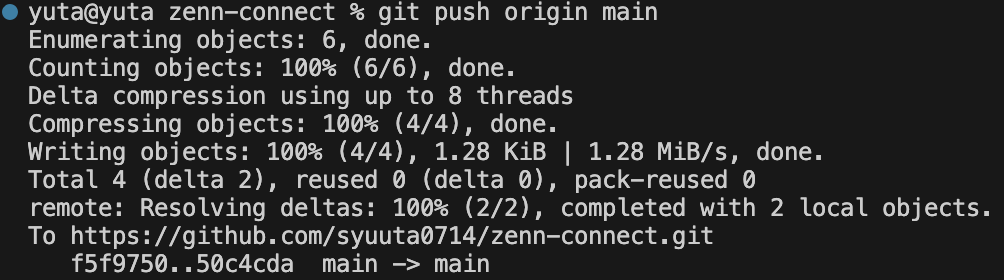 yuta@yuta zenn-connect % git push origin main
Enumerating objects: 6, done.
Counting objects: 100% (6/6), done.
Delta compression using up to 8 threads
Compressing objects: 100% (4/4), done.
Writing objects: 100% (4/4), 1.28 KiB | 1.28 MiB/s, done.
Total 4 (delta 2), reused 0 (delta 0), pack-reused 0
remote: Resolving deltas: 100% (2/2), completed with 2 local objects.
To https://github.com/syuuta0714/zenn-connect.git
   f5f9750..50c4cda  main -> main